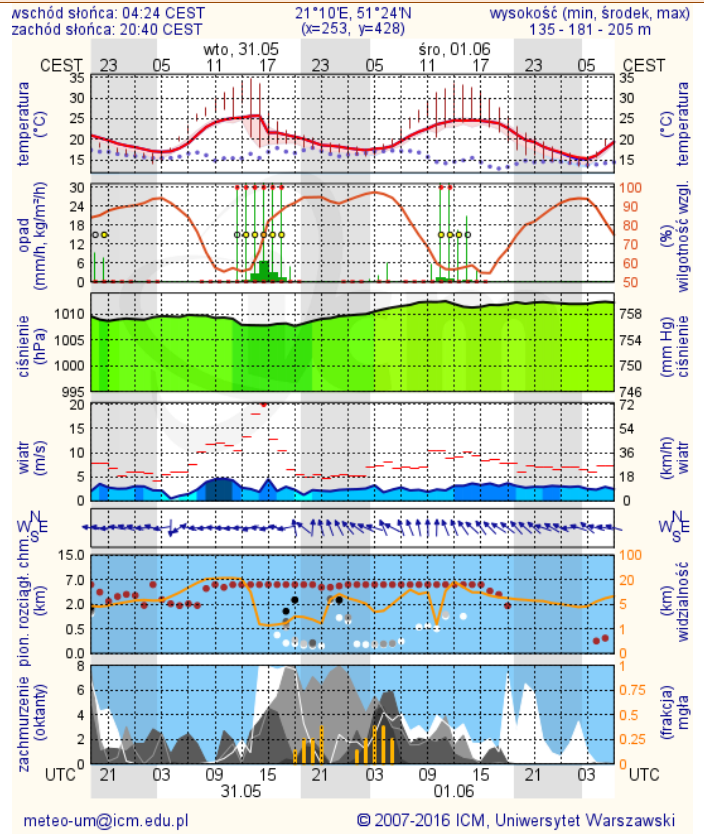 wschód słońca: 04:24 CEST 21°10'E, 51°24'N wysokość (min, środek, max)
zachód słońca: 20:40 CEST (x=253, y=428) 135 - 181 - 205 m
wto, 31.05 śro, 01.06
CEST 23 05 11 17 23 05 11 17 23 05 CEST
temperatura (°C)
35 30 25 20 15
35 30 25 20 15
(°C) temperatura
opad (mm/h, kg/m²/h)
30 24 18 12 6 0
100 90 80 70 60 50
(%) wilgotność wzgl.
ciśnienie (hPa)
1010 1005 1000 995
758 754 750 746
(mm Hg) ciśnienie
wiatr (m/s)
20 15 10 5 0
72 54 36 18 0
(km/h) wiatr
N W E S
N W E S
pion. rozciągł. chm. (km)
15.0 7.0 2.0 0.5 0.0
100 20 5 1 0
(km) widzialność
zachmurzenie (oktanty)
8 6 4 2 0
1 0.75 0.5 0.25 0
(frakcja) mgła
UTC 21 03 09 15 21 03 09 15 21 03 UTC
31.05 01.06
meteo-um@icm.edu.pl © 2007-2016 ICM, Uniwersytet Warszawski